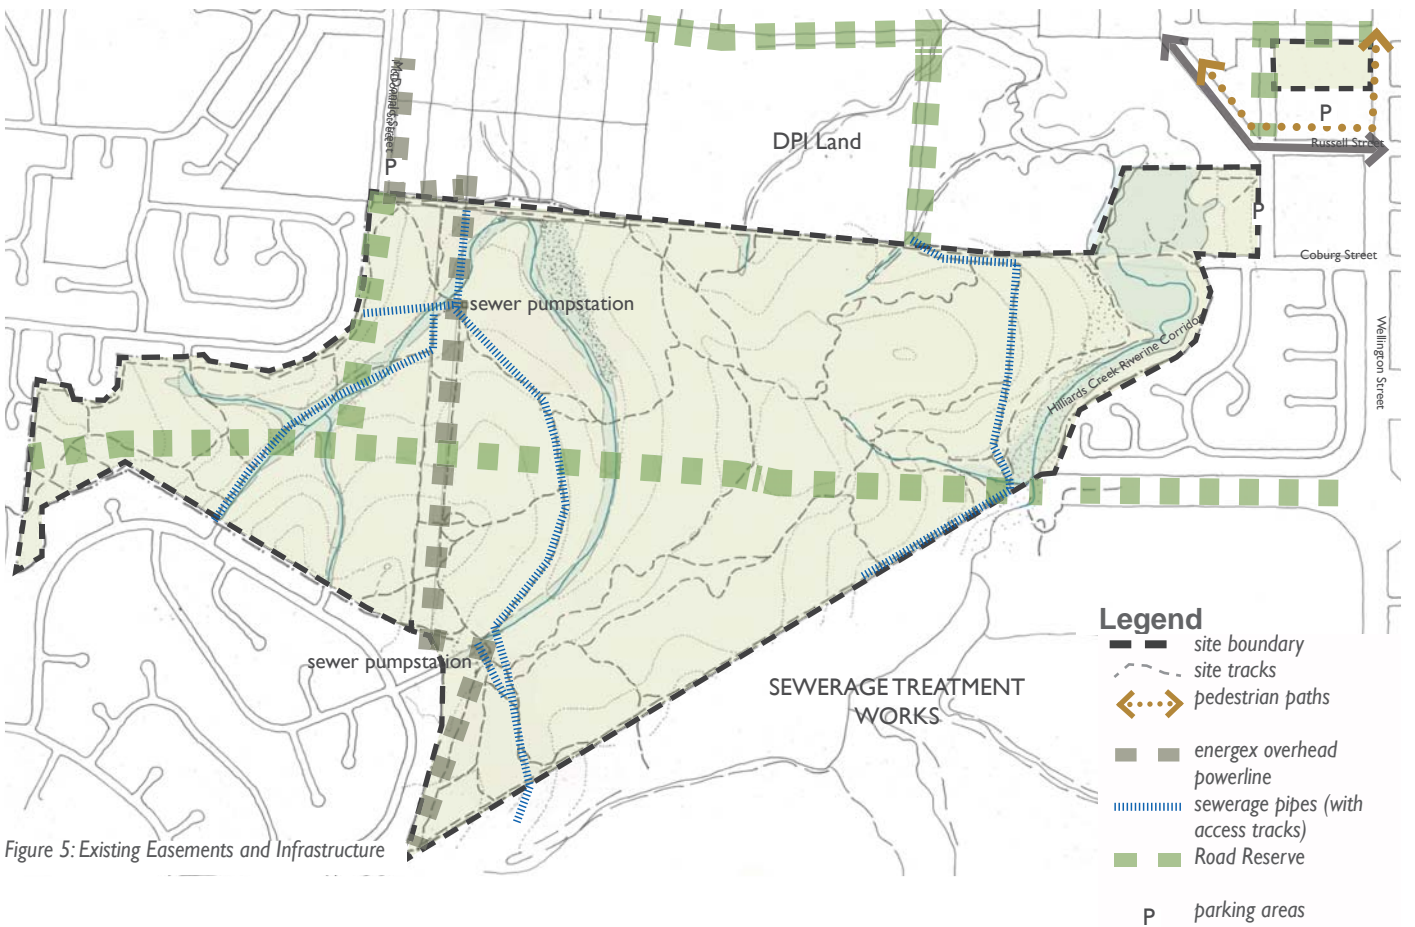 McDonald Street
DPI Land
P
P
Russell Street
P
Coburg Street
sewer pumpstation
Wellington Street
Hilliards Creek Riverine Corridor
sewer pumpstation
SEWERAGE TREATMENT
WORKS
Figure 5: Existing Easements and Infrastructure
Legend
site boundary
site tracks
pedestrian paths
energex overhead
powerline
sewerage pipes (with
access tracks)
Road Reserve
P
parking areas